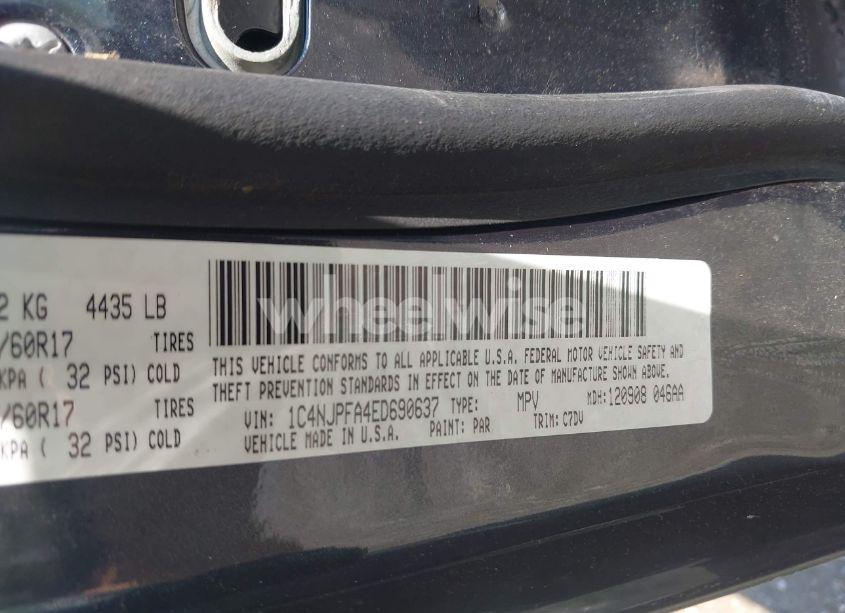 2 KG 4435 LB
/60R17 TIRES
KPA ( 32 PSI) COLD
/60R17 TIRES
KPA ( 32 PSI) COLD
wheelwise
THIS VEHICLE CONFORMS TO ALL APPLICABLE U.S.A. FEDERAL MOTOR VEHICLE SAFETY AND
THEFT PREVENTION STANDARDS IN EFFECT ON THE DATE OF MANUFACTURE SHOWN ABOVE.
VIN: 1C4NJPFA4ED690637 TYPE: MPV MDH:120908 046AA
VEHICLE MADE IN U.S.A. PAINT: PAR TRIM: C7DV